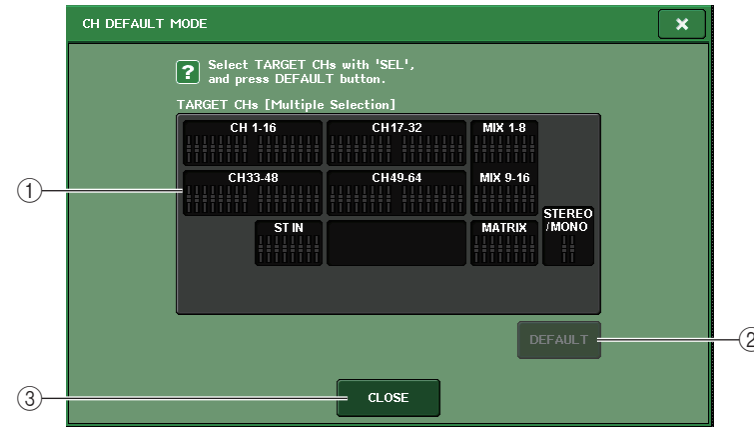 CH DEFAULT MODE
×
? Select TARGET CHs with 'SEL',
and press DEFAULT button.
TARGET CHs [Multiple Selection]
CH 1-16 CH17-32 MIX 1-8
① CH33-48 CH49-64 MIX 9-16
ST IN MATRIX STEREO
/MONO
DEFAULT ②
③ CLOSE